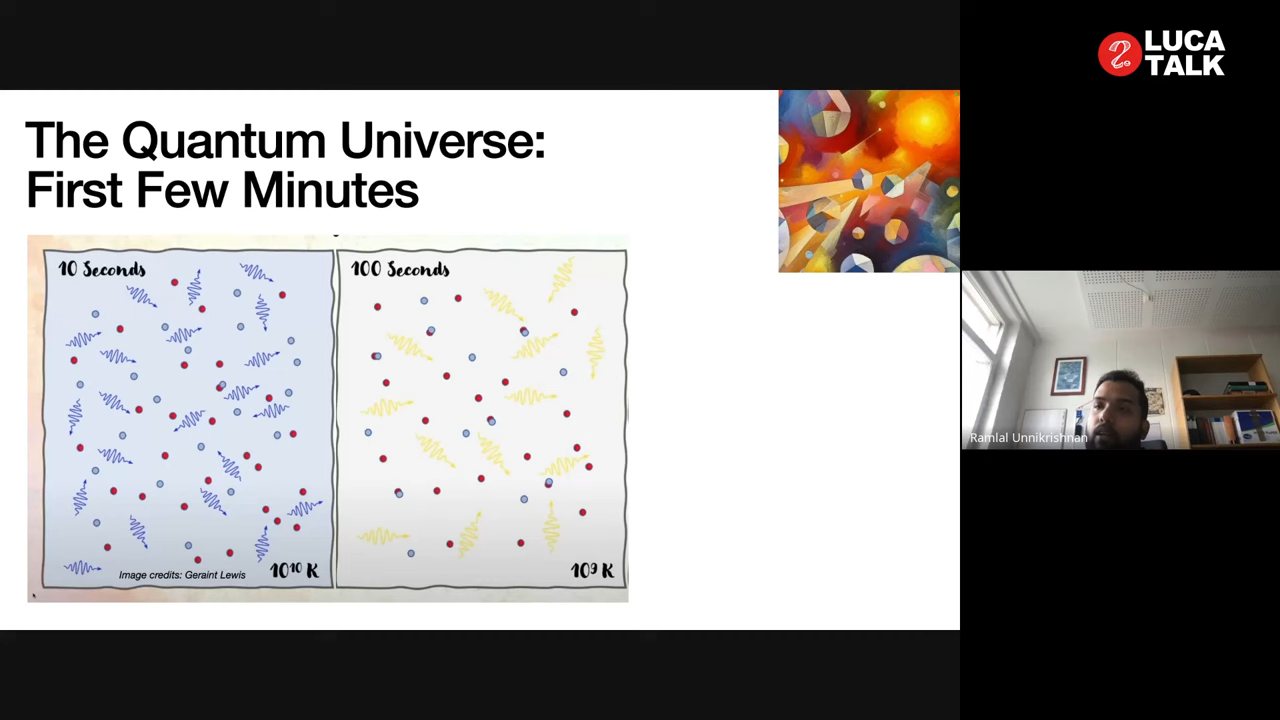 LUCA
TALK
The Quantum Universe:
First Few Minutes
10 Seconds
100 Seconds
Image credits: Geraint Lewis
10¹⁰ K
10⁹ K
Ramlal Unnikrishnan